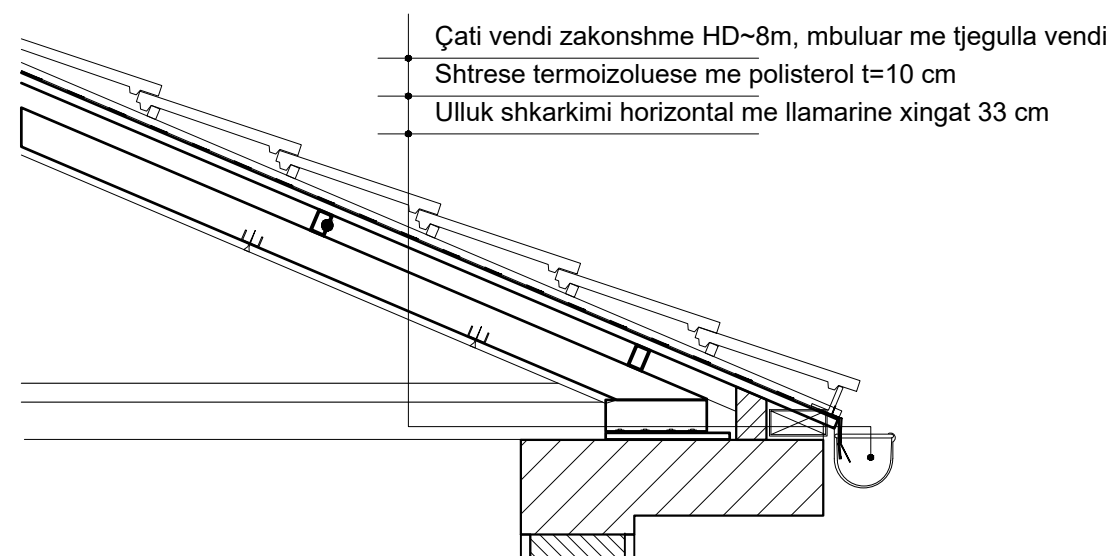 Çati vendi zakonshme HD~8m, mbuluar me tjegulla vendi
Shtrese termoizoluese me polisterol t=10 cm
Ulluk shkarkimi horizontal me llamarine xingat 33 cm